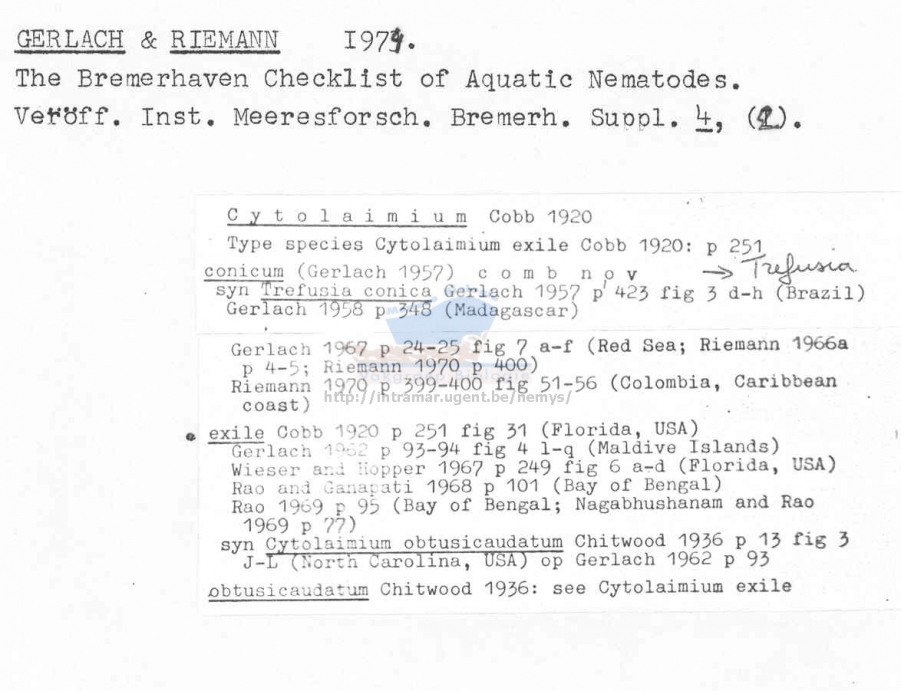 GERLACH & RIEMANN 1974.
The Bremerhaven Checklist of Aquatic Nematodes.
Veröff. Inst. Meeresforsch. Bremerh. Suppl. 4, (2).
Cytolaimium Cobb 1920
Type species Cytolaimium exile Cobb 1920: p 251
conicum (Gerlach 1957) comb nov → Trefusia
syn Trefusia conica Gerlach 1957 p 423 fig 3 d-h (Brazil)
Gerlach 1958 p 348 (Madagascar)
Gerlach 1967 p 24-25 fig 7 a-f (Red Sea; Riemann 1966a
p 4-5; Riemann 1970 p 400)
Riemann 1970 p 399-400 fig 51-56 (Colombia, Caribbean
http://intramar.ugent.be/nemys/
coast)
exile Cobb 1920 p 251 fig 31 (Florida, USA)
Gerlach 1962 p 93-94 fig 4 l-q (Maldive Islands)
Wieser and Hopper 1967 p 249 fig 6 a-d (Florida, USA)
Rao and Ganapati 1968 p 101 (Bay of Bengal)
Rao 1969 p 95 (Bay of Bengal; Nagabhushanam and Rao
1969 p 77)
syn Cytolaimium obtusicaudatum Chitwood 1936 p 13 fig 3
J-L (North Carolina, USA) op Gerlach 1962 p 93
obtusicaudatum Chitwood 1936: see Cytolaimium exile